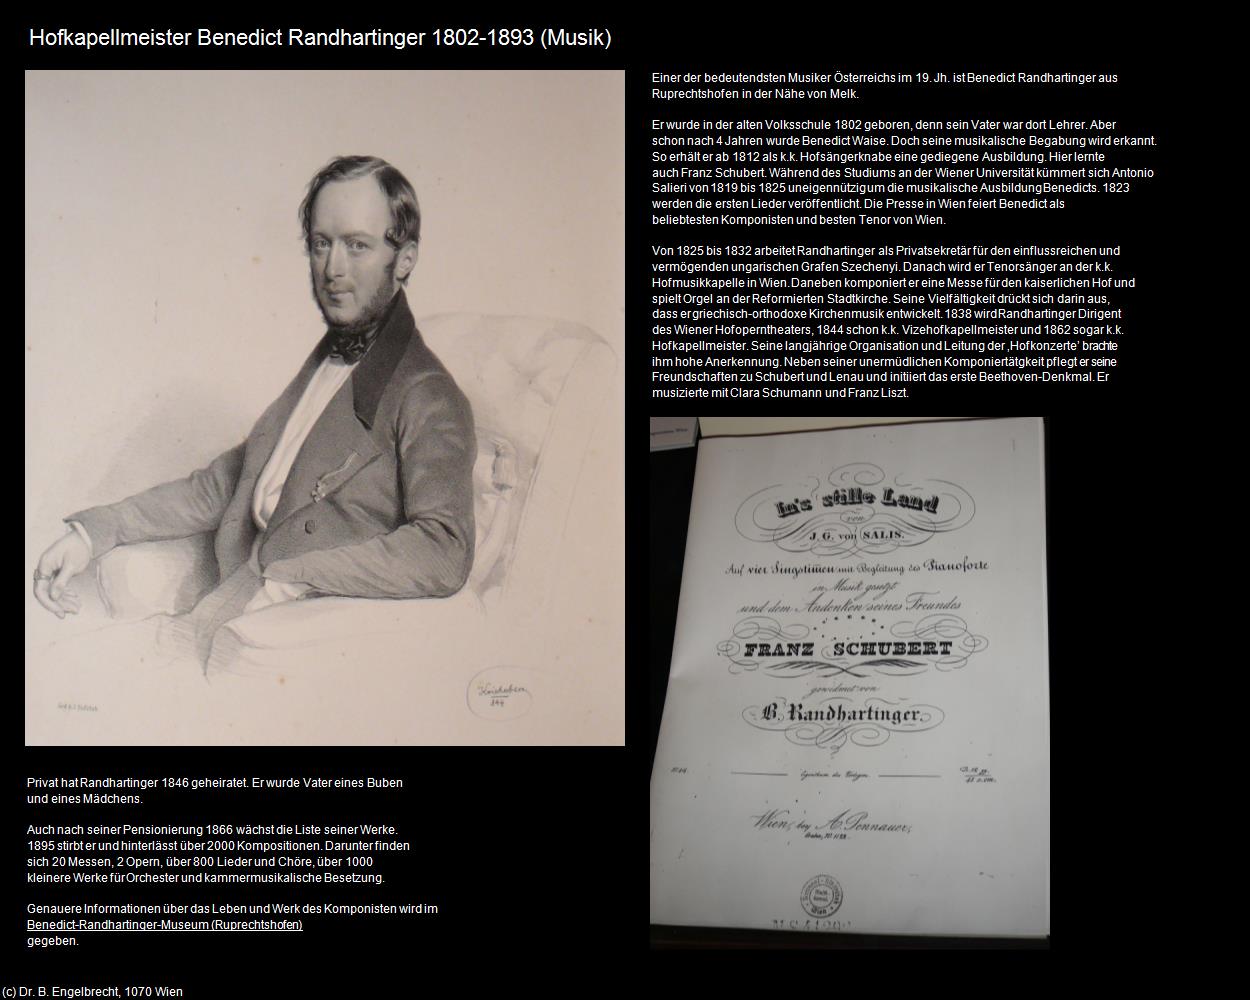 Hofkapellmeister Benedict Randhartinger 1802-1893 (Musik)
Einer der bedeutendsten Musiker Österreichs im 19. Jh. ist Benedict Randhartinger aus
Ruprechtshofen in der Nähe von Melk.
Er wurde in der alten Volksschule 1802 geboren, denn sein Vater war dort Lehrer. Aber
schon nach 4 Jahren wurde Benedict Waise. Doch seine musikalische Begabung wird erkannt.
So erhält er ab 1812 als k.k. Hofsängerknabe eine gediegene Ausbildung. Hier lernte
auch Franz Schubert. Während des Studiums an der Wiener Universität kümmert sich Antonio
Salieri von 1819 bis 1825 uneigennützig um die musikalische Ausbildung Benedicts. 1823
werden die ersten Lieder veröffentlicht. Die Presse in Wien feiert Benedict als
beliebtesten Komponisten und besten Tenor von Wien.
Von 1825 bis 1832 arbeitet Randhartinger als Privatsekretär für den einflussreichen und
vermögenden ungarischen Grafen Szechenyi. Danach wird er Tenorsänger an der k.k.
Hofmusikkapelle in Wien. Daneben komponiert er eine Messe für den kaiserlichen Hof und
spielt Orgel an der Reformierten Stadtkirche. Seine Vielfältigkeit drückt sich darin aus,
dass er griechisch-orthodoxe Kirchenmusik entwickelt. 1838 wird Randhartinger Dirigent
des Wiener Hofoperntheaters, 1844 schon k.k. Vizehofkapellmeister und 1862 sogar k.k.
Hofkapellmeister. Seine langjährige Organisation und Leitung der ‚Hofkonzerte' brachte
ihm hohe Anerkennung. Neben seiner unermüdlichen Komponiertätgkeit pflegt er seine
Freundschaften zu Schubert und Lenau und initiiert das erste Beethoven-Denkmal. Er
musizierte mit Clara Schumann und Franz Liszt.
In's stille Land
von
J. G. von SALIS.
Auf vier Singstimen mit Begleitung des Pianoforte
in Musik gesetzt
und dem Andenken seines Freundes
FRANZ SCHUBERT
gewidmet von
B. Randhartinger.
Eigenthum des Verlegers.
Wien, bey A. Pennauer,
Kriehuber
Privat hat Randhartinger 1846 geheiratet. Er wurde Vater eines Buben
und eines Mädchens.
Auch nach seiner Pensionierung 1866 wächst die Liste seiner Werke.
1895 stirbt er und hinterlässt über 2000 Kompositionen. Darunter finden
sich 20 Messen, 2 Opern, über 800 Lieder und Chöre, über 1000
kleinere Werke für Orchester und kammermusikalische Besetzung.
Genauere Informationen über das Leben und Werk des Komponisten wird im
Benedict-Randhartinger-Museum (Ruprechtshofen)
gegeben.
(c) Dr. B. Engelbrecht, 1070 Wien